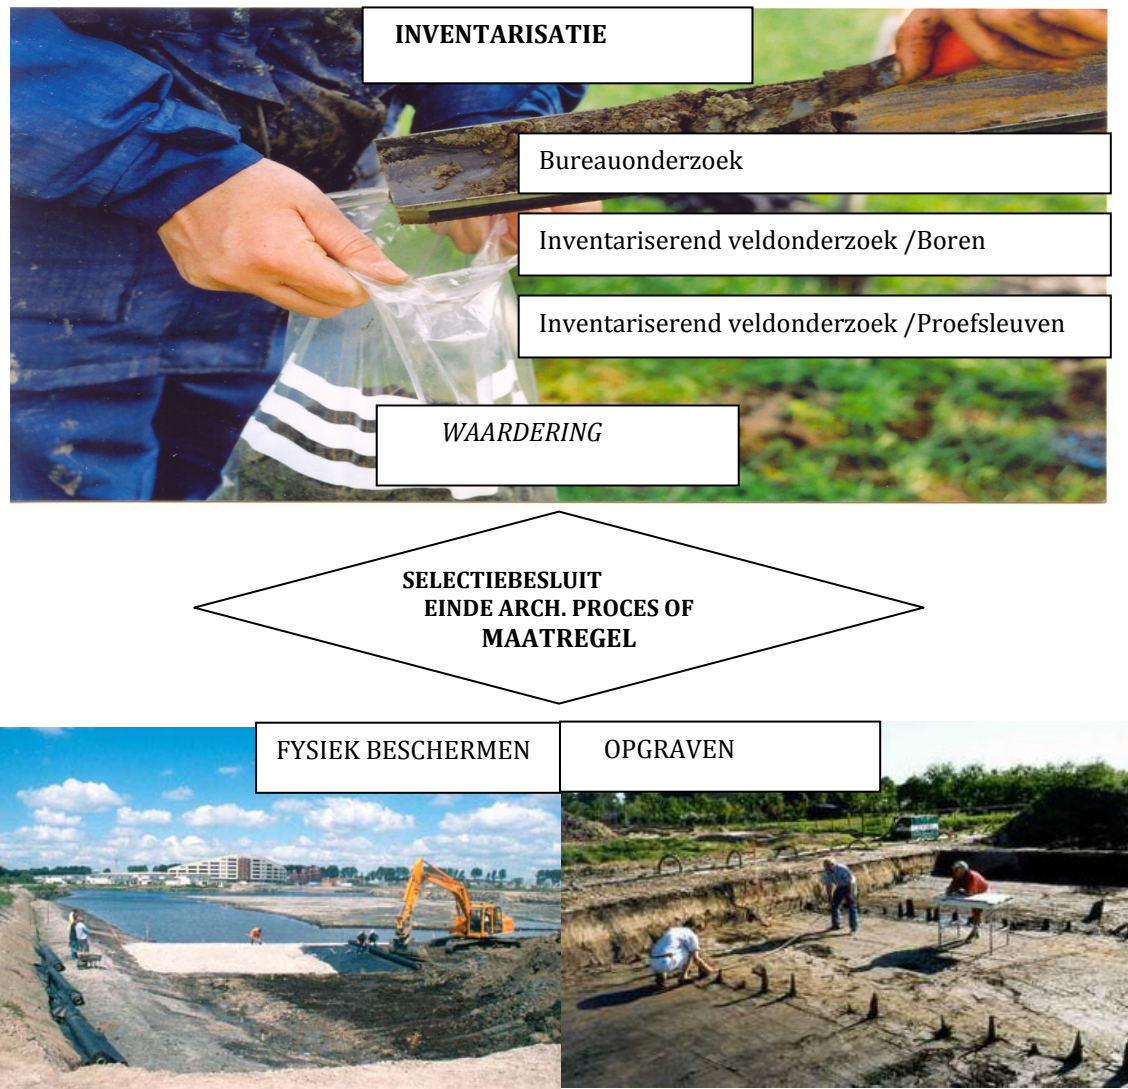 INVENTARISATIE
Bureauonderzoek
Inventariserend veldonderzoek /Boren
Inventariserend veldonderzoek /Proefsleuven
WAARDERING
SELECTIEBESLUIT
EINDE ARCH. PROCES OF
MAATREGEL
FYSIEK BESCHERMEN
OPGRAVEN